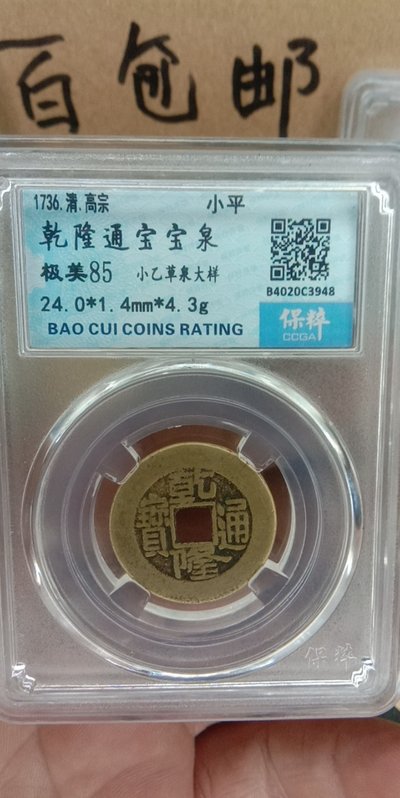 百包邮
1736.清.高宗 小平
乾隆通宝宝泉
极美85 小乙草泉大样
B4020C3948
24.0*1.4mm*4.3g
保粹
CCGA
BAO CUI COINS RATING
乾隆通寳
保粹